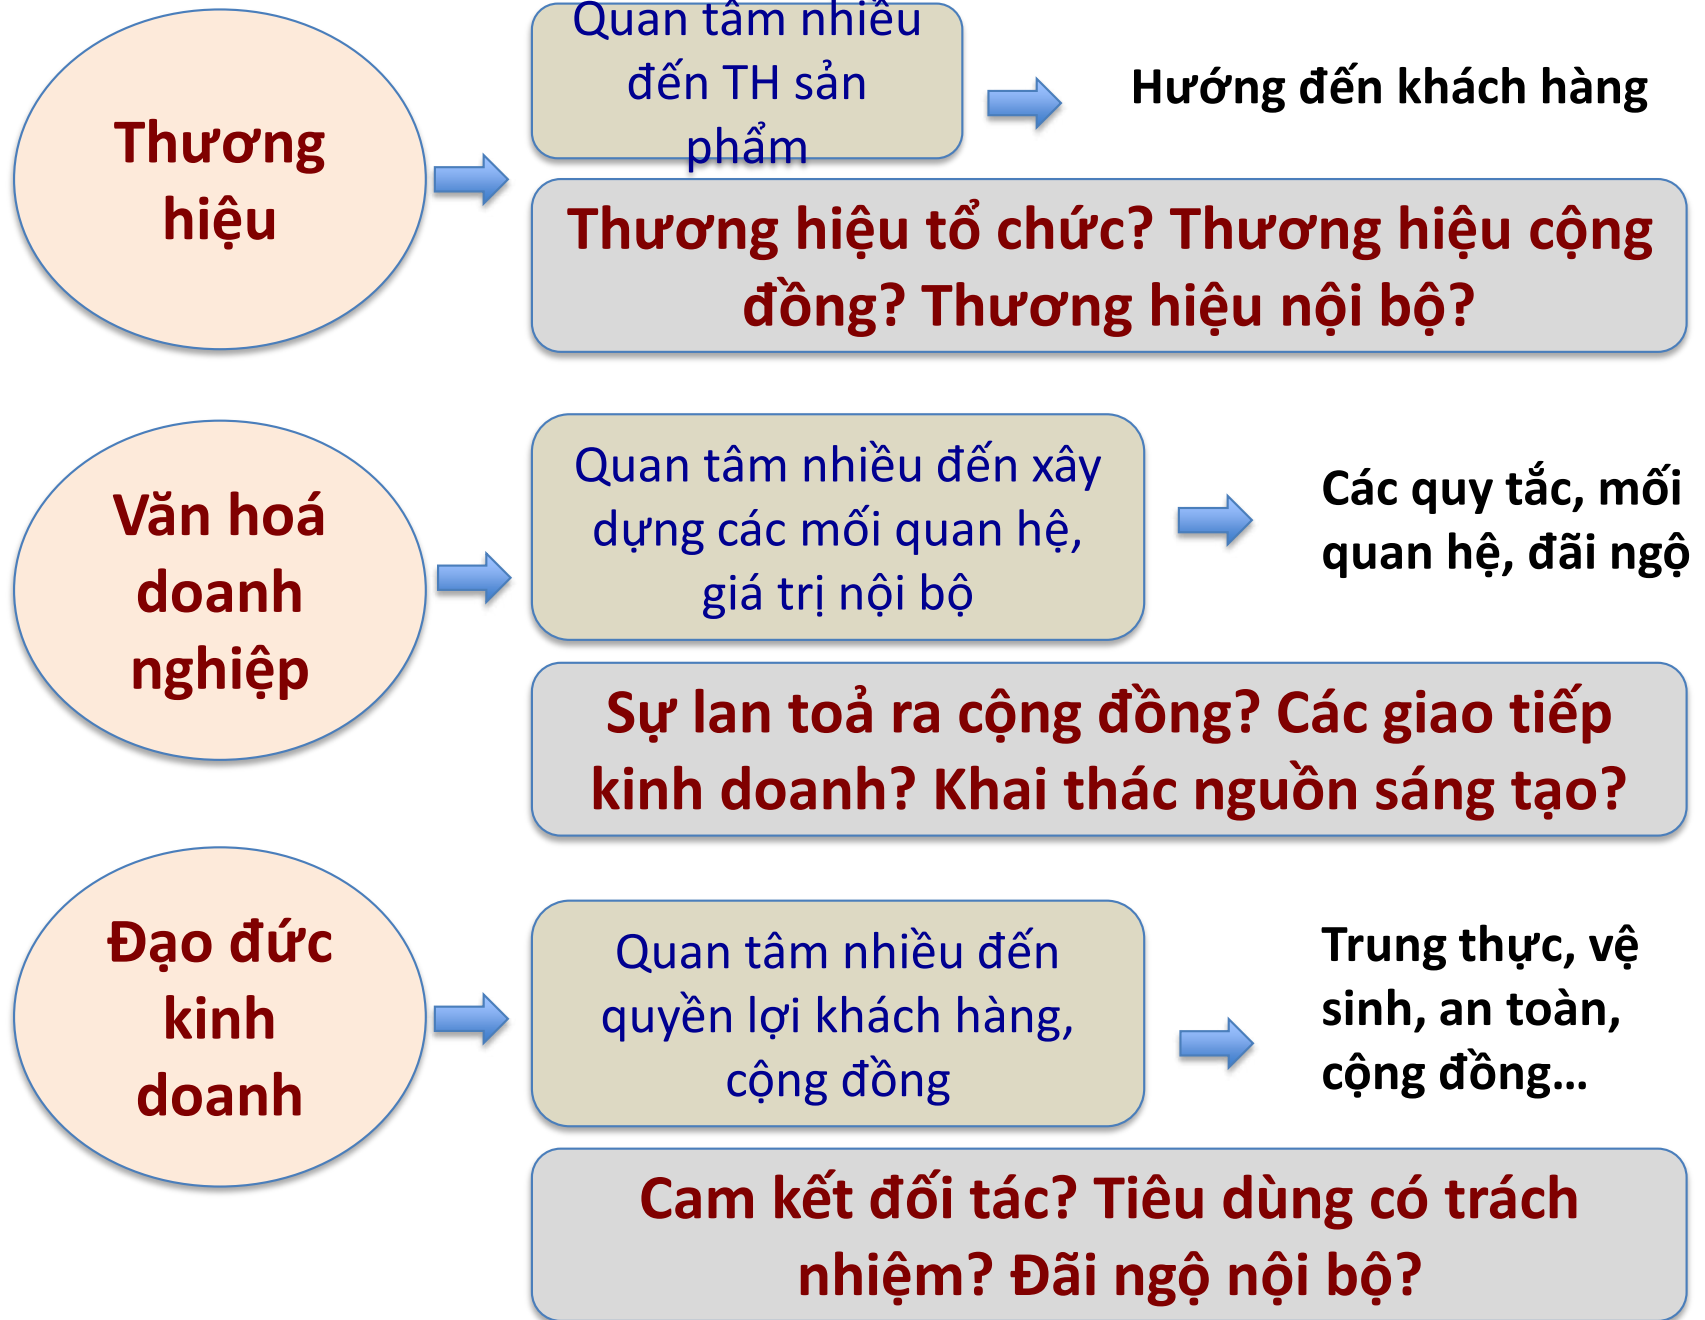 Thương
hiệu
Quan tâm nhiều
đến TH sản
phẩm
Hướng đến khách hàng
Thương hiệu tổ chức? Thương hiệu cộng
đồng? Thương hiệu nội bộ?
Văn hoá
doanh
nghiệp
Quan tâm nhiều đến xây
dựng các mối quan hệ,
giá trị nội bộ
Các quy tắc, mối
quan hệ, đãi ngộ
Sự lan toả ra cộng đồng? Các giao tiếp
kinh doanh? Khai thác nguồn sáng tạo?
Đạo đức
kinh
doanh
Quan tâm nhiều đến
quyền lợi khách hàng,
cộng đồng
Trung thực, vệ
sinh, an toàn,
cộng đồng...
Cam kết đối tác? Tiêu dùng có trách
nhiệm? Đãi ngộ nội bộ?